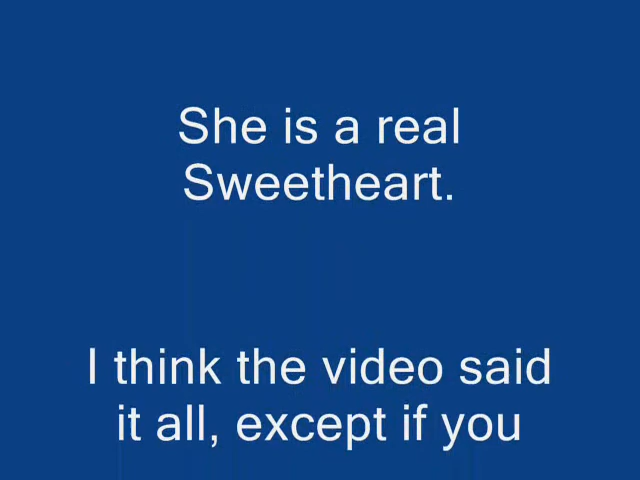 She is a real
Sweetheart.
I think the video said
it all, except if you